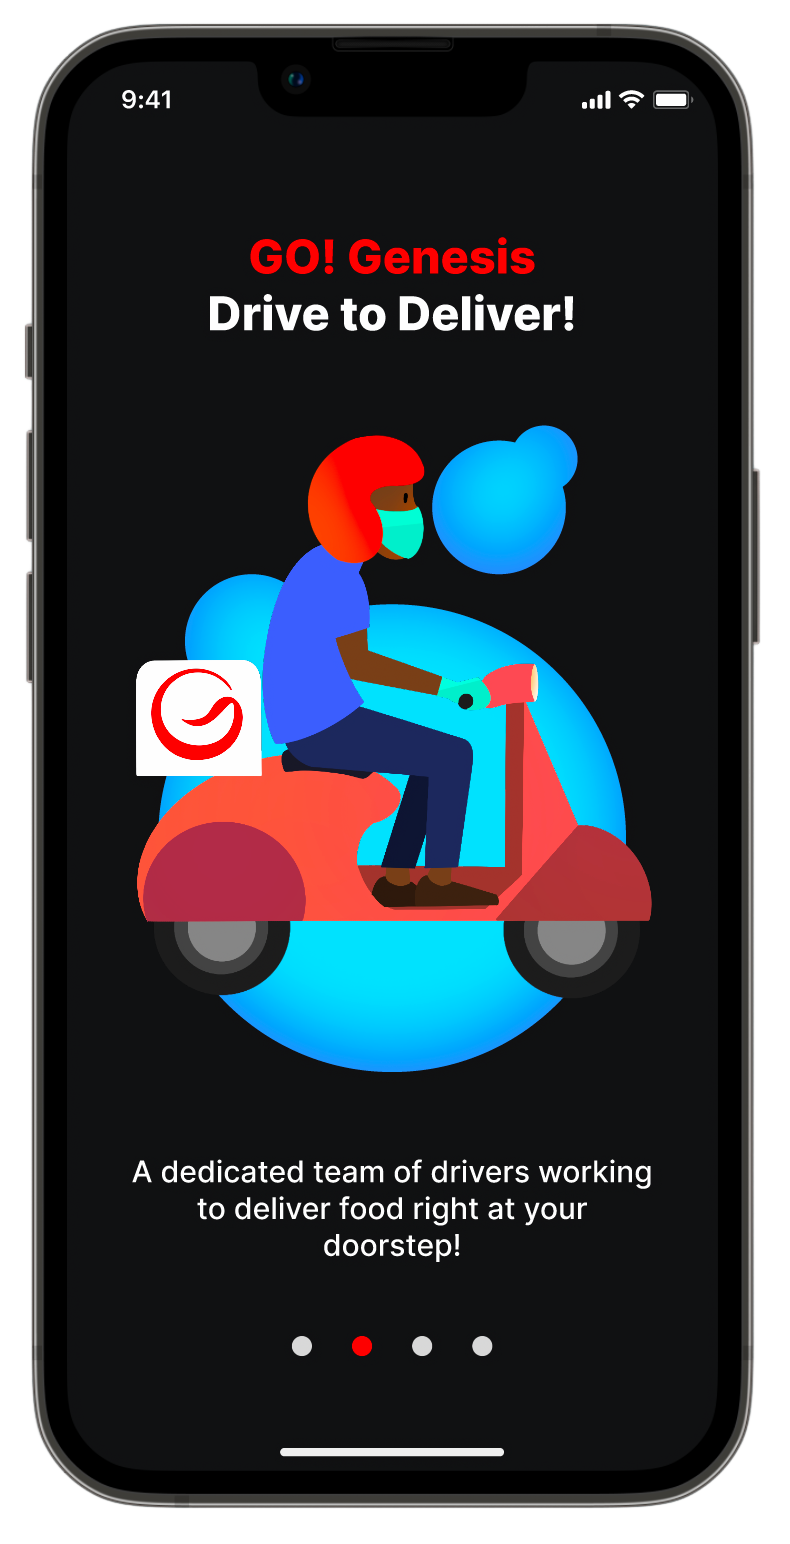 9:41
GO! Genesis
Drive to Deliver!
A dedicated team of drivers working
to deliver food right at your
doorstep!